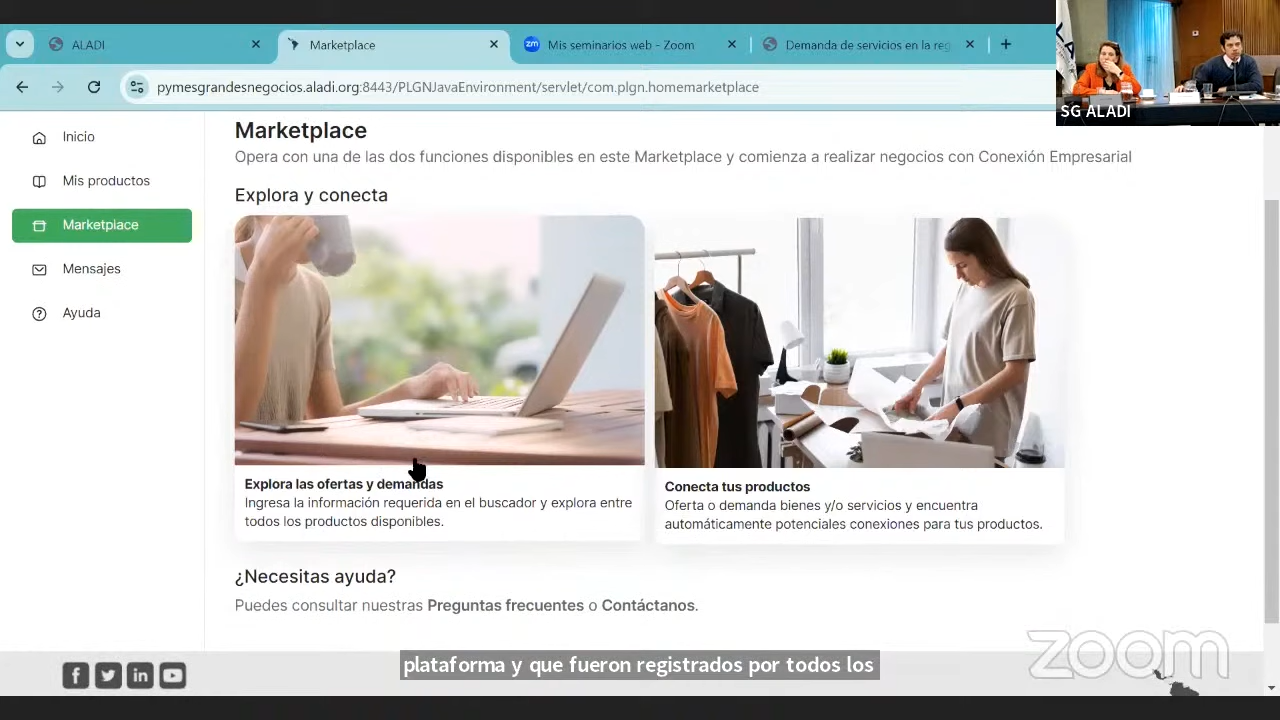 ALADI
Marketplace
Mis seminarios web - Zoom
Demanda de servicios en la reg
pymesgrandesnegocios.aladi.org:8443/PLGNJavaEnvironment/servlet/com.plgn.homemarketplace
SG ALADI
Inicio
Mis productos
Marketplace
Mensajes
Ayuda
Marketplace
Opera con una de las dos funciones disponibles en este Marketplace y comienza a realizar negocios con Conexión Empresarial
Explora y conecta
Explora las ofertas y demandas
Ingresa la información requerida en el buscador y explora entre
todos los productos disponibles.
Conecta tus productos
Oferta o demanda bienes y/o servicios y encuentra
automáticamente potenciales conexiones para tus productos.
¿Necesitas ayuda?
Puedes consultar nuestras Preguntas frecuentes o Contáctanos.
plataforma y que fueron registrados por todos los
zoom